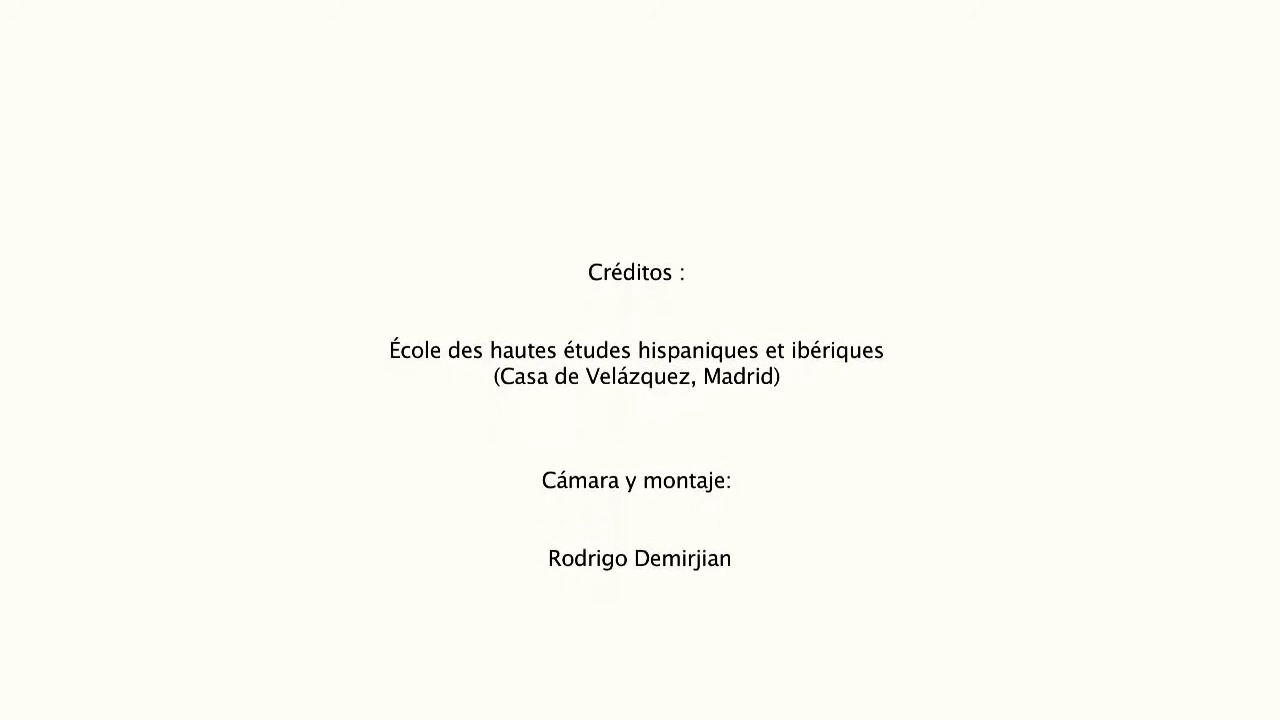 Créditos :
École des hautes études hispaniques et ibériques
(Casa de Velázquez, Madrid)
Cámara y montaje:
Rodrigo Demirjian